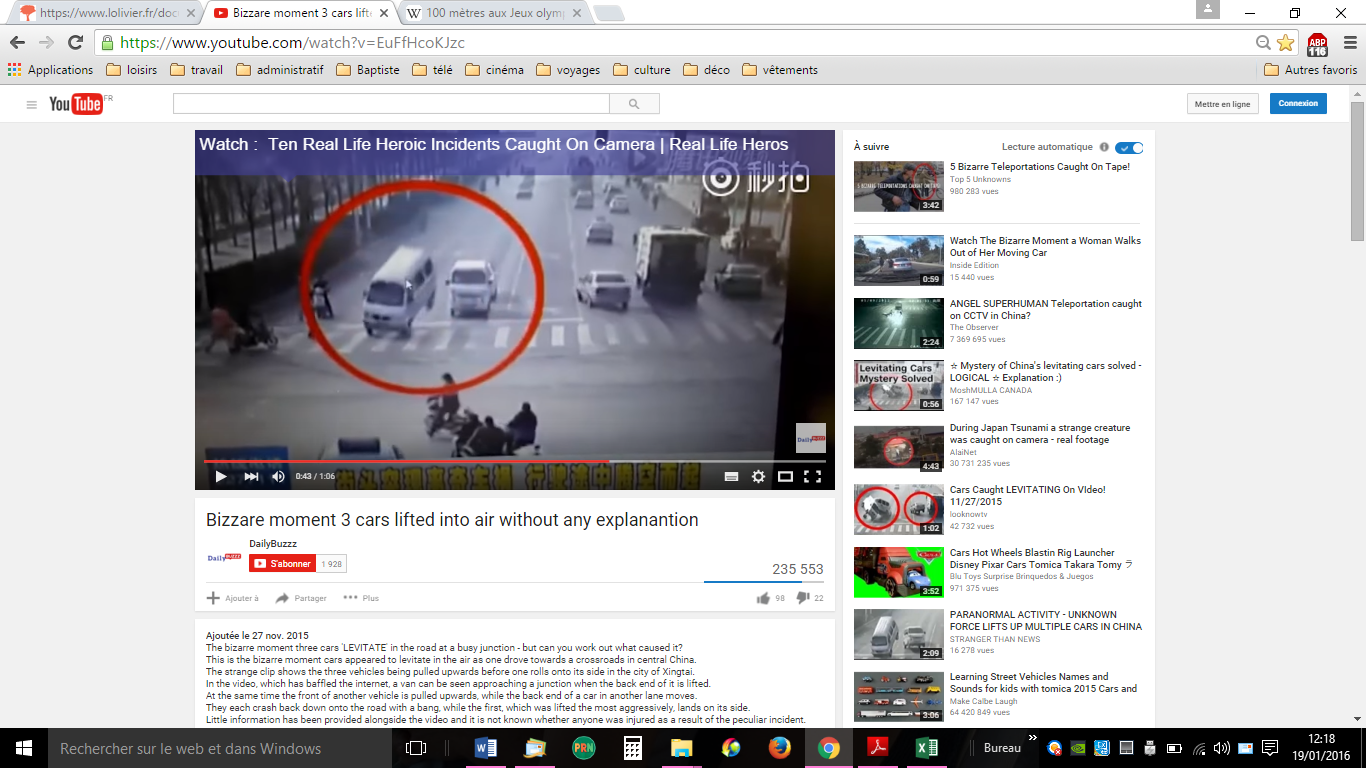 https://www.lolivier.fr/doc
Bizzare moment 3 cars lift
100 mètres aux Jeux olym
https://www.youtube.com/watch?v=EuFfHcoKJzc
ABP
116
Applications
loisirs
travail
administratif
Baptiste
télé
cinéma
voyages
culture
déco
vêtements
Autres favoris
YouTube FR
Mettre en ligne
Connexion
Watch : Ten Real Life Heroic Incidents Caught On Camera | Real Life Heros
秒拍
0:43 / 1:06
Bizzare moment 3 cars lifted into air without any explanantion
DailyBuzzz
S'abonner
1 928
235 553
Ajouter à
Partager
Plus
98
22
Ajoutée le 27 nov. 2015
The bizarre moment three cars 'LEVITATE' in the road at a busy junction - but can you work out what caused it?
This is the bizarre moment cars appeared to levitate in the air as one drove towards a crossroads in central China.
The strange clip shows the three vehicles being pulled upwards before one rolls onto its side in the city of Xingtai.
In the video, which has baffled the internet, a van can be seen approaching a junction when the back end of it is lifted.
At the same time the front of another vehicle is pulled upwards, while the back end of a car in another lane moves.
They each crash back down onto the road with a bang, while the first, which was lifted the most aggressively, lands on its side.
Little information has been provided alongside the video and it is not known whether anyone was injured as a result of the peculiar incident.
À suivre
Lecture automatique
5 Bizarre Teleportations Caught On Tape!
Top 5 Unknowns
980 283 vues
3:42
Watch The Bizarre Moment a Woman Walks
Out of Her Moving Car
Inside Edition
15 440 vues
0:59
ANGEL SUPERHUMAN Teleportation caught
on CCTV in China?
The Observer
7 369 695 vues
2:24
Levitating Cars
Mystery Solved
☆ Mystery of China's levitating cars solved -
LOGICAL ☆ Explanation :)
MoshMULLA CANADA
167 147 vues
0:56
During Japan Tsunami a strange creature
was caught on camera - real footage
AlaiNet
30 731 235 vues
4:43
Cars Caught LEVITATING On VIdeo!
11/27/2015
looknowtv
42 732 vues
1:02
Cars Hot Wheels Blastin Rig Launcher
Disney Pixar Cars Tomica Takara Tomy ラ
Blu Toys Surprise Brinquedos & Juegos
971 375 vues
3:52
PARANORMAL ACTIVITY - UNKNOWN
FORCE LIFTS UP MULTIPLE CARS IN CHINA
STRANGER THAN NEWS
16 278 vues
2:09
Learning Street Vehicles Names and
Sounds for kids with tomica 2015 Cars and
Make Calbe Laugh
64 420 849 vues
3:06
Rechercher sur le web et dans Windows
PRN
Bureau
12:18
19/01/2016